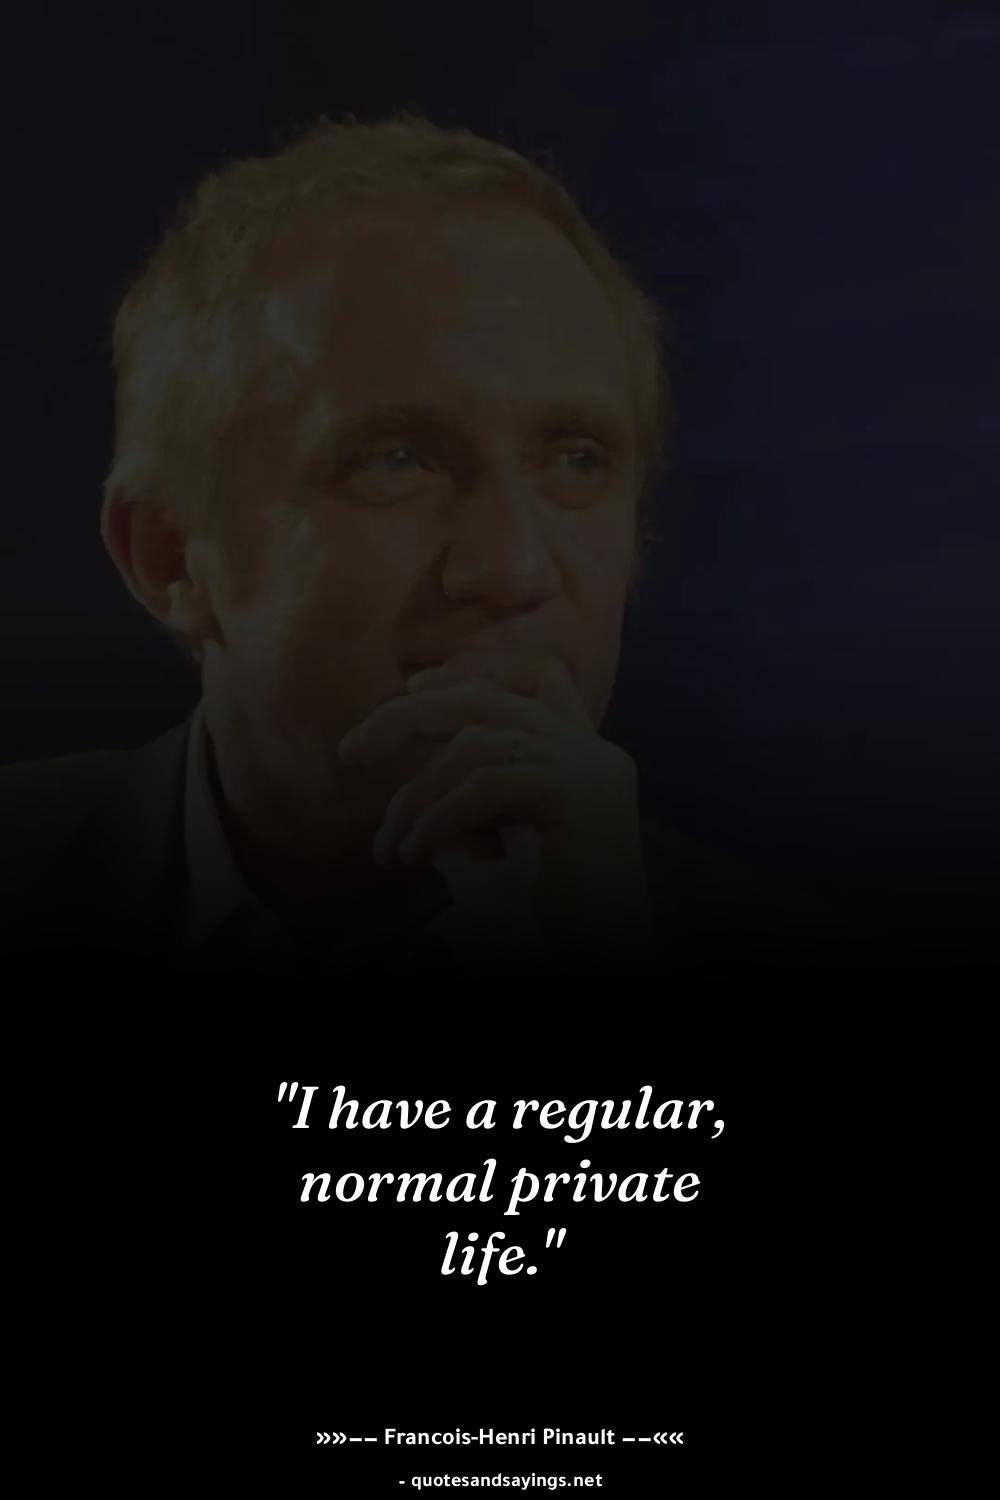 "I have a regular,
normal private
life."
»»−− Francois-Henri Pinault −−««
- quotesandsayings.net